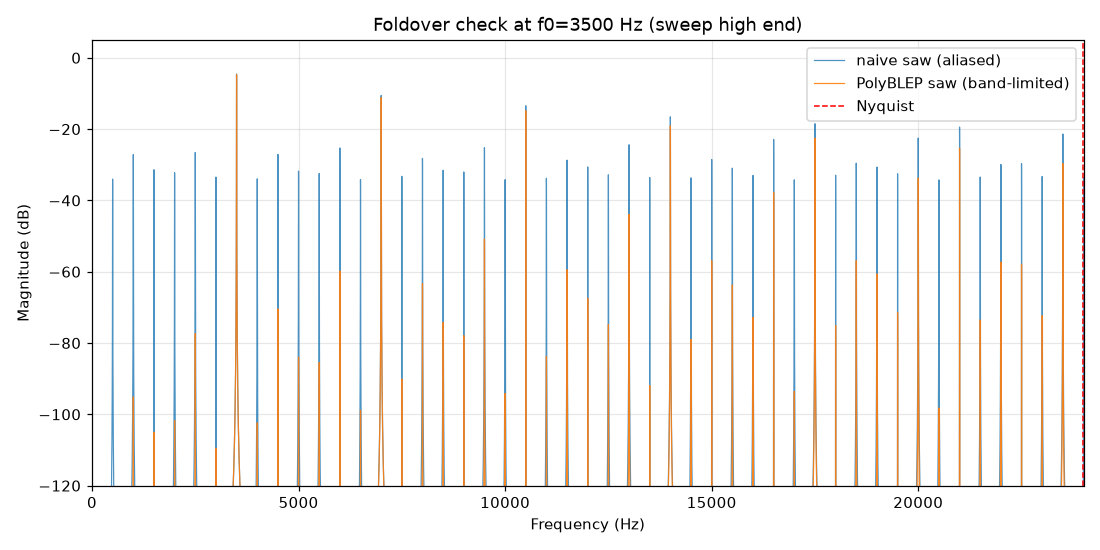 Foldover check at f0=3500 Hz (sweep high end)
naive saw (aliased)
PolyBLEP saw (band-limited)
Nyquist
Magnitude (dB)
0
−20
−40
−60
−80
−100
−120
0 5000 10000 15000 20000
Frequency (Hz)